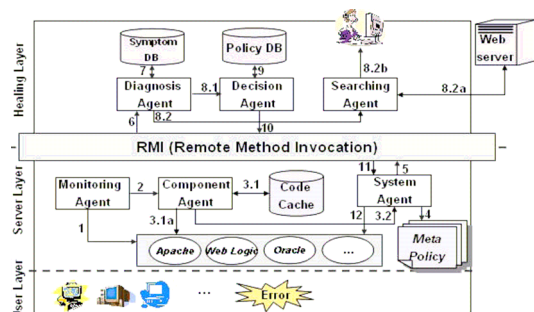 Healing Layer
Symptom
DB
Policy DB
Web
server
7
9
8.2b
8.2a
Diagnosis
Agent
8.1
Decision
Agent
Searching
Agent
6
8.2
10
RMI (Remote Method Invocation)
Server Layer
11
5
Monitoring
Agent
2
Component
Agent
3.1
Code
Cache
System
Agent
1
3.1a
12
3.2
4
Apache
Web Logic
Oracle
...
Meta
Policy
User Layer
...
Error